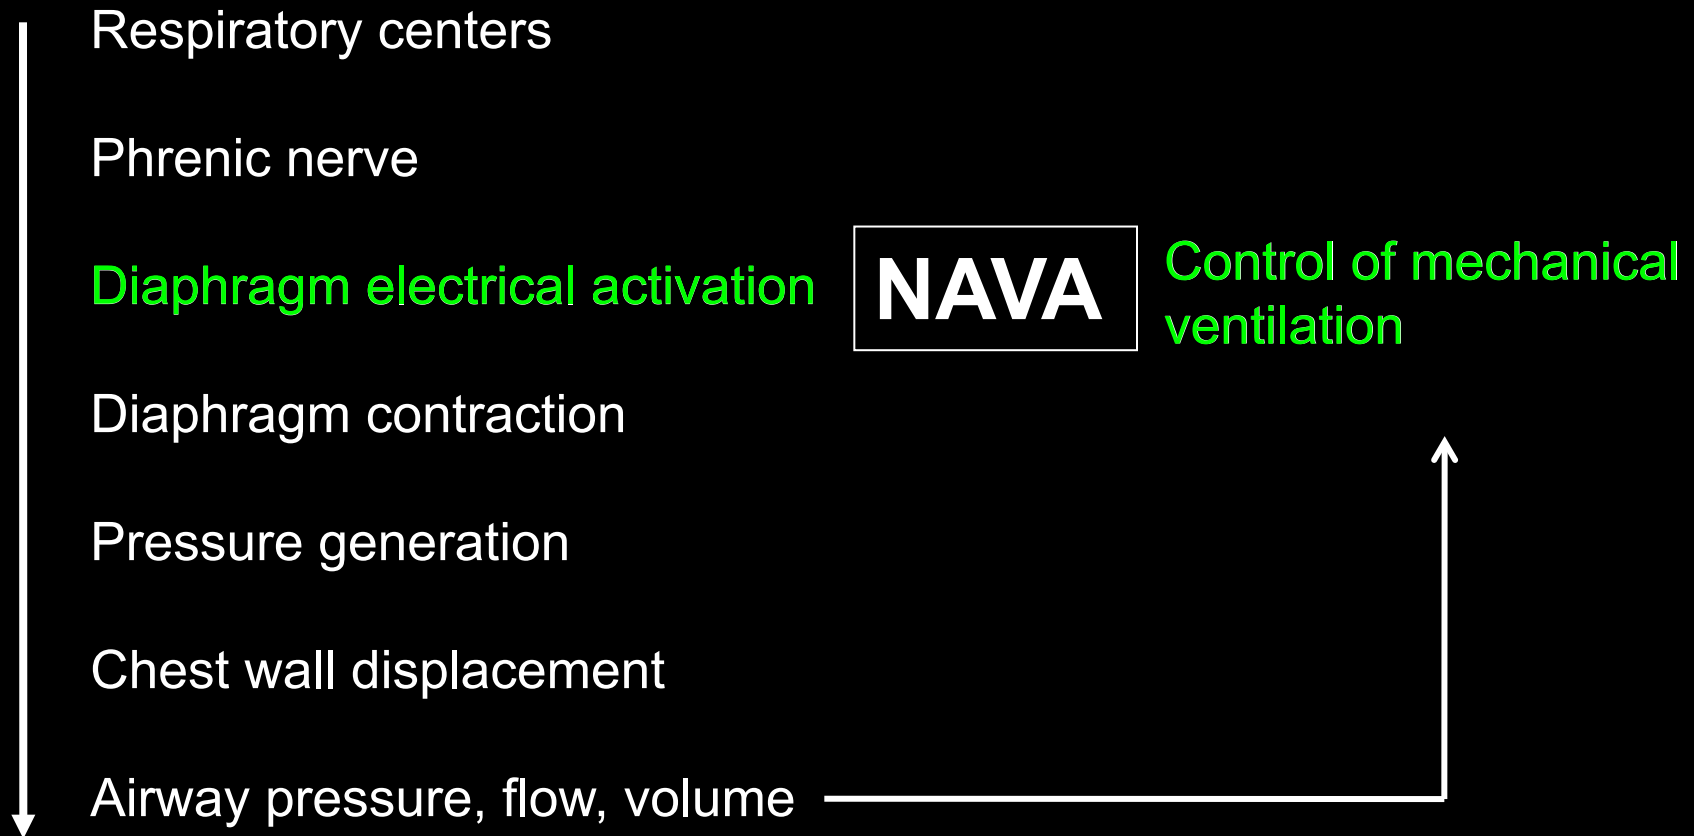 Respiratory centers
Phrenic nerve
Diaphragm electrical activation
NAVA
Control of mechanical
ventilation
Diaphragm contraction
Pressure generation
Chest wall displacement
Airway pressure, flow, volume